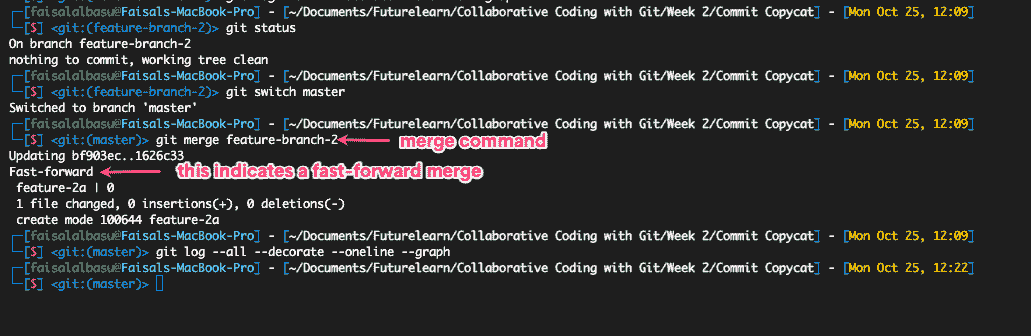 [faisalalbasu@Faisals-MacBook-Pro] - [~/Documents/Futurelearn/Collaborative Coding with Git/Week 2/Commit Copycat] - [Mon Oct 25, 12:09]
[$] <git:(feature-branch-2)> git status
On branch feature-branch-2
nothing to commit, working tree clean
[faisalalbasu@Faisals-MacBook-Pro] - [~/Documents/Futurelearn/Collaborative Coding with Git/Week 2/Commit Copycat] - [Mon Oct 25, 12:09]
[$] <git:(feature-branch-2)> git switch master
Switched to branch 'master'
[faisalalbasu@Faisals-MacBook-Pro] - [~/Documents/Futurelearn/Collaborative Coding with Git/Week 2/Commit Copycat] - [Mon Oct 25, 12:09]
[$] <git:(master)> git merge feature-branch-2 merge command
Updating bf903ec..1626c33
Fast-forward this indicates a fast-forward merge
feature-2a | 0
1 file changed, 0 insertions(+), 0 deletions(-)
create mode 100644 feature-2a
[faisalalbasu@Faisals-MacBook-Pro] - [~/Documents/Futurelearn/Collaborative Coding with Git/Week 2/Commit Copycat] - [Mon Oct 25, 12:09]
[$] <git:(master)> git log --all --decorate --oneline --graph
[faisalalbasu@Faisals-MacBook-Pro] - [~/Documents/Futurelearn/Collaborative Coding with Git/Week 2/Commit Copycat] - [Mon Oct 25, 12:22]
[$] <git:(master)>